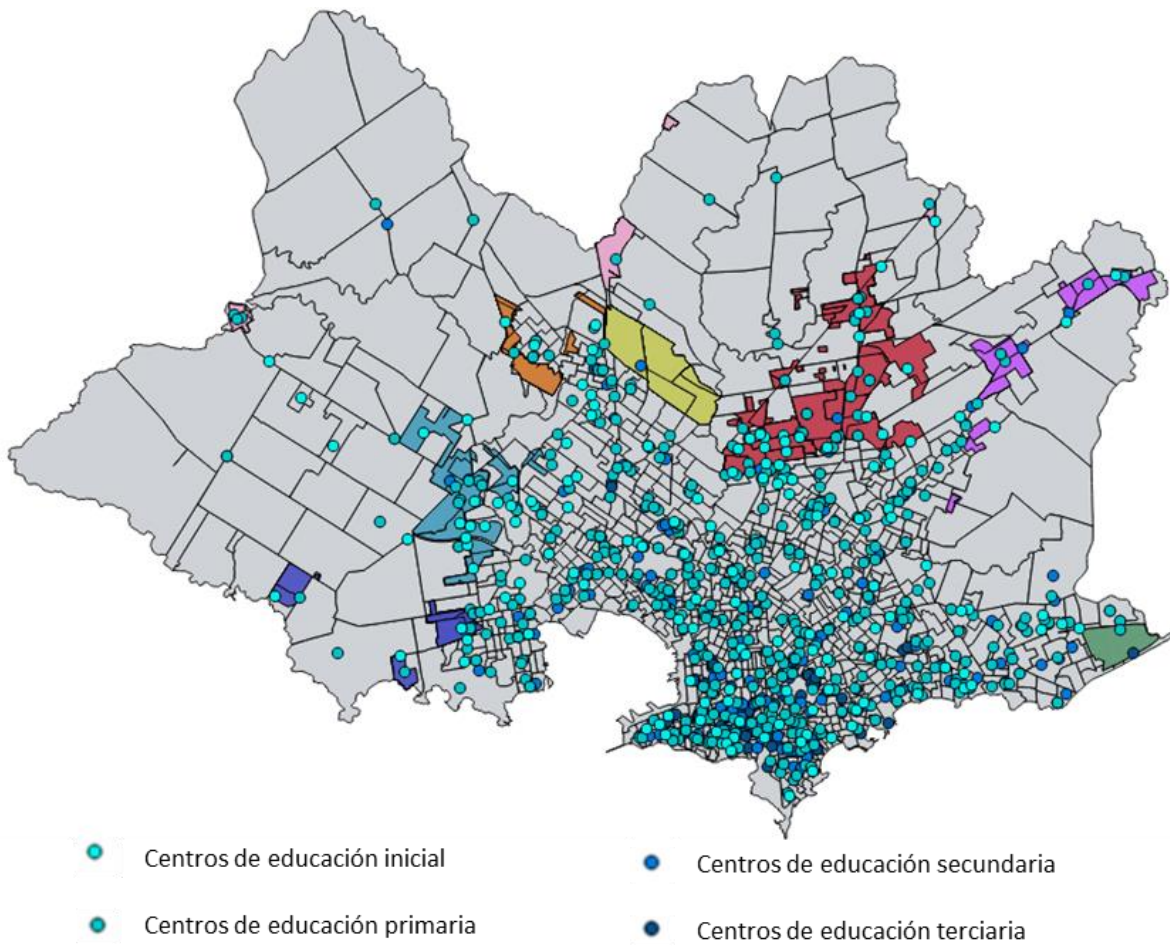 Centros de educación inicial
Centros de educación secundaria
Centros de educación primaria
Centros de educación terciaria